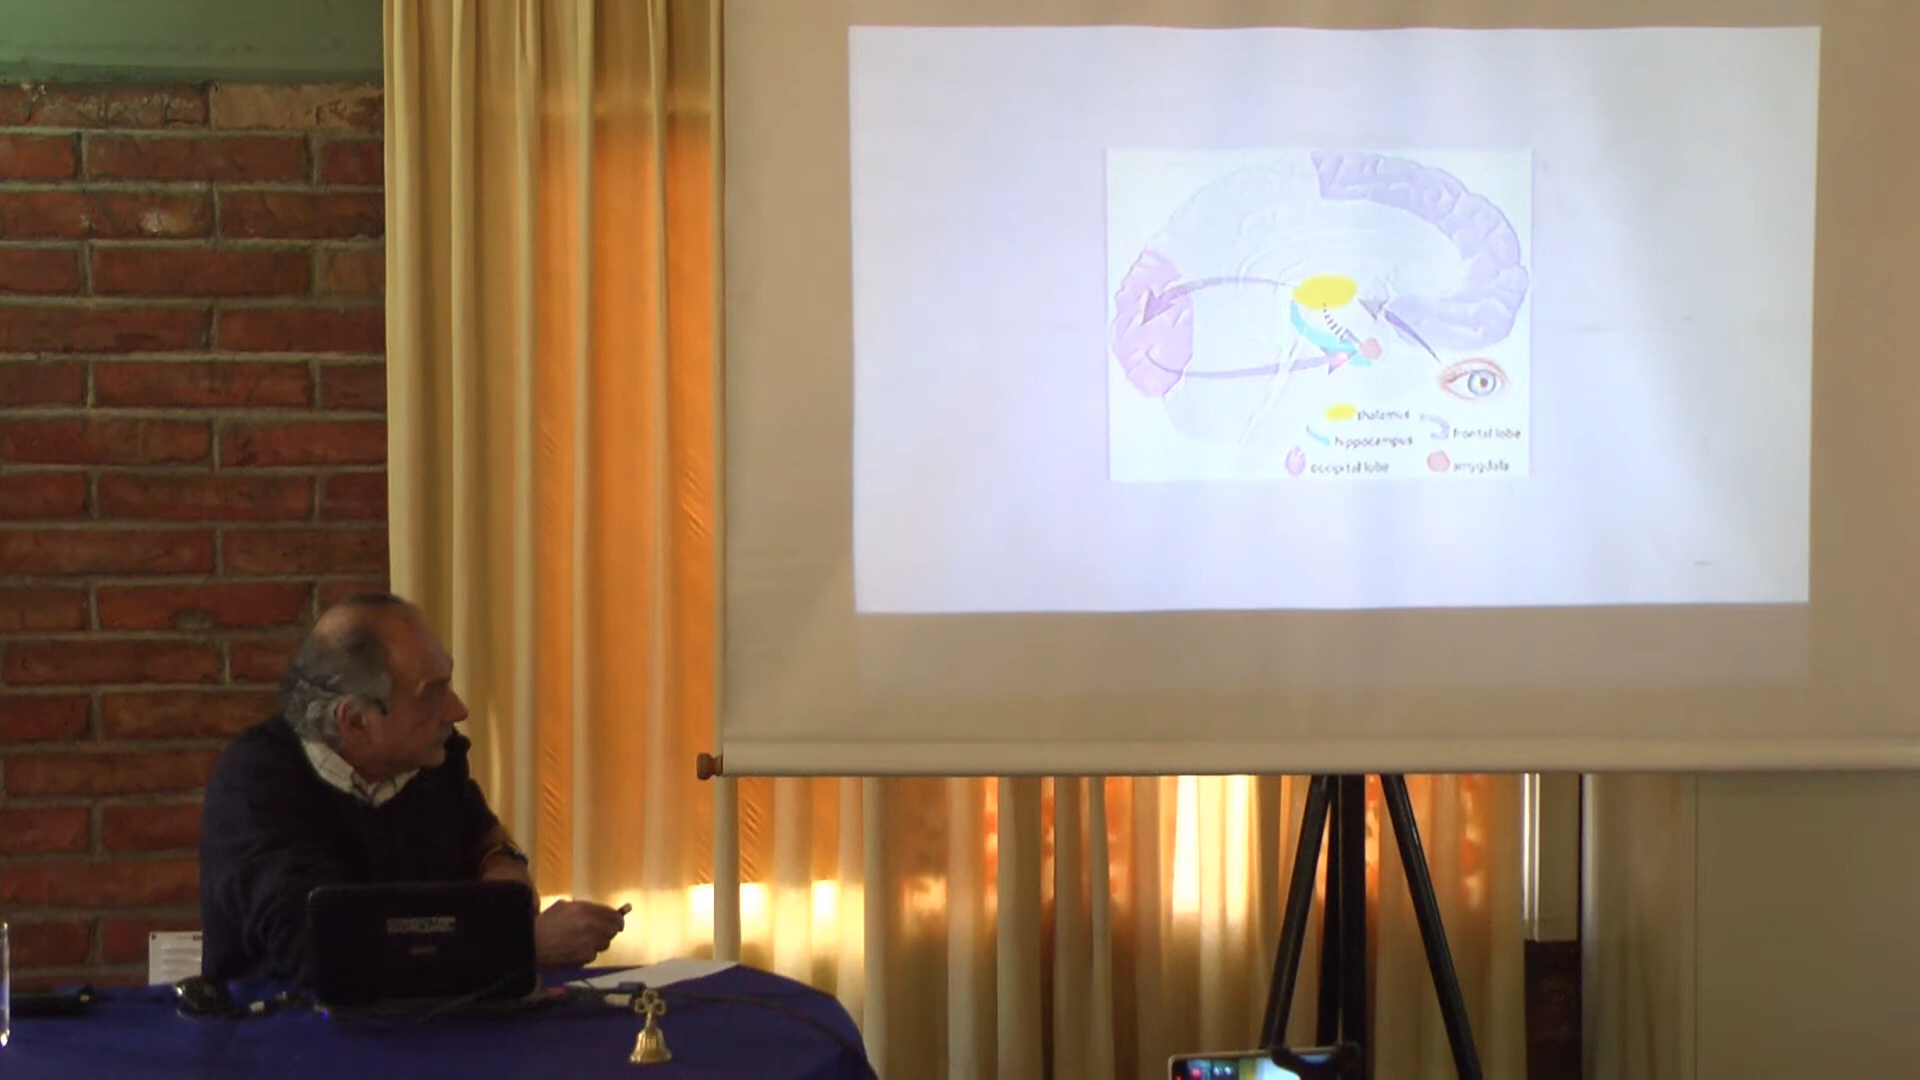 thalamus
frontal lobe
hippocampus
occipital lobe
amygdala